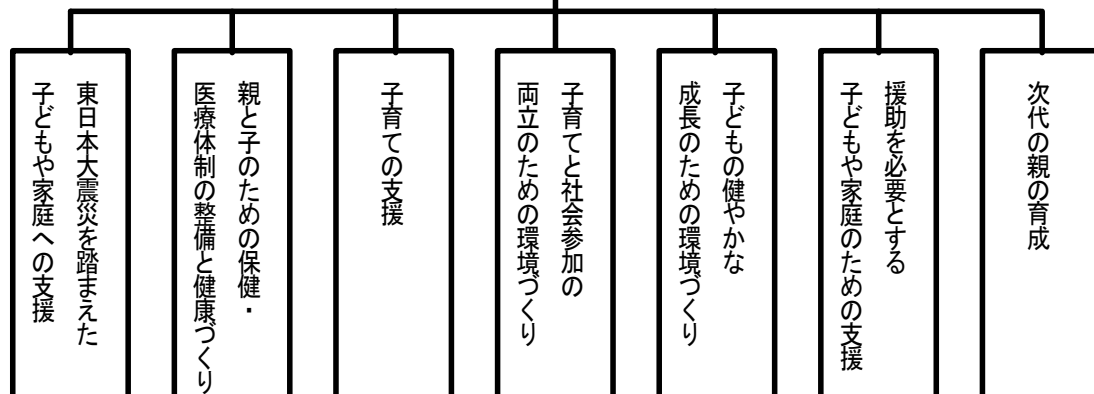 東日本大震災を踏まえた
子どもや家庭への支援
親と子のための保健・
医療体制の整備と健康づくり
子育ての支援
子育てと社会参加の
両立のための環境づくり
子どもの健やかな
成長のための環境づくり
援助を必要とする
子どもや家庭のための支援
次代の親の育成